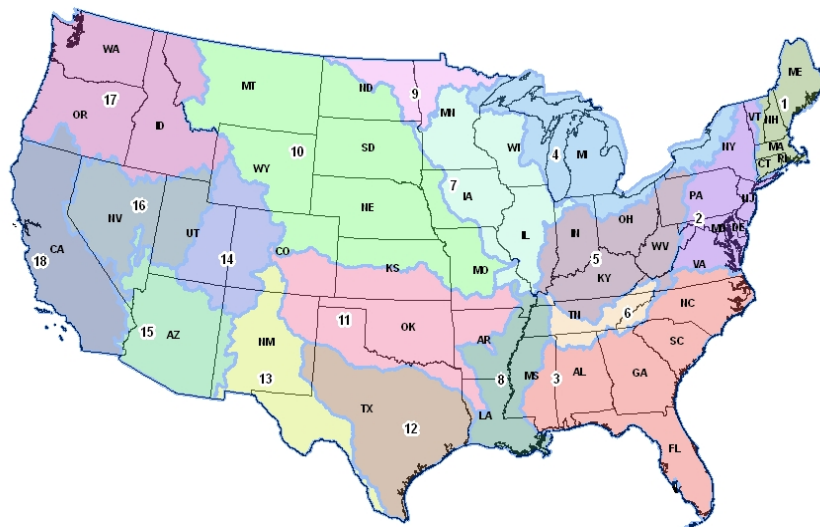 WA
MT
ND
9
MN
ME
1
VT
NH
17
OR
ID
MA
CT
RI
NY
SD
WI
4
MI
10
WY
7
IA
PA
NJ
2
MD
DE
NE
OH
IN
IL
16
NV
UT
WV
VA
5
KY
CO
14
KS
MO
18
CA
NC
6
TN
15
AZ
11
OK
AR
SC
NM
13
8
MS
3
AL
GA
TX
12
LA
FL